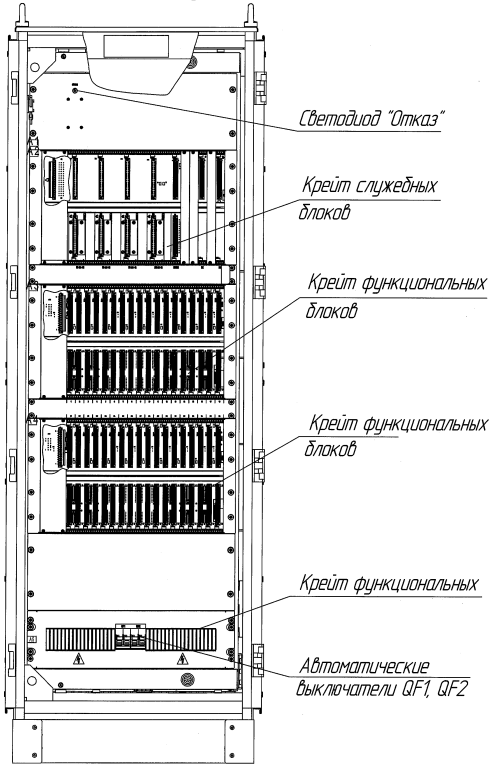 Светодиод "Отказ"
Крейт служебных
блоков
Крейт функциональных
блоков
Крейт функциональных
блоков
Крейт функциональных
Автоматические
выключатели QF1, QF2